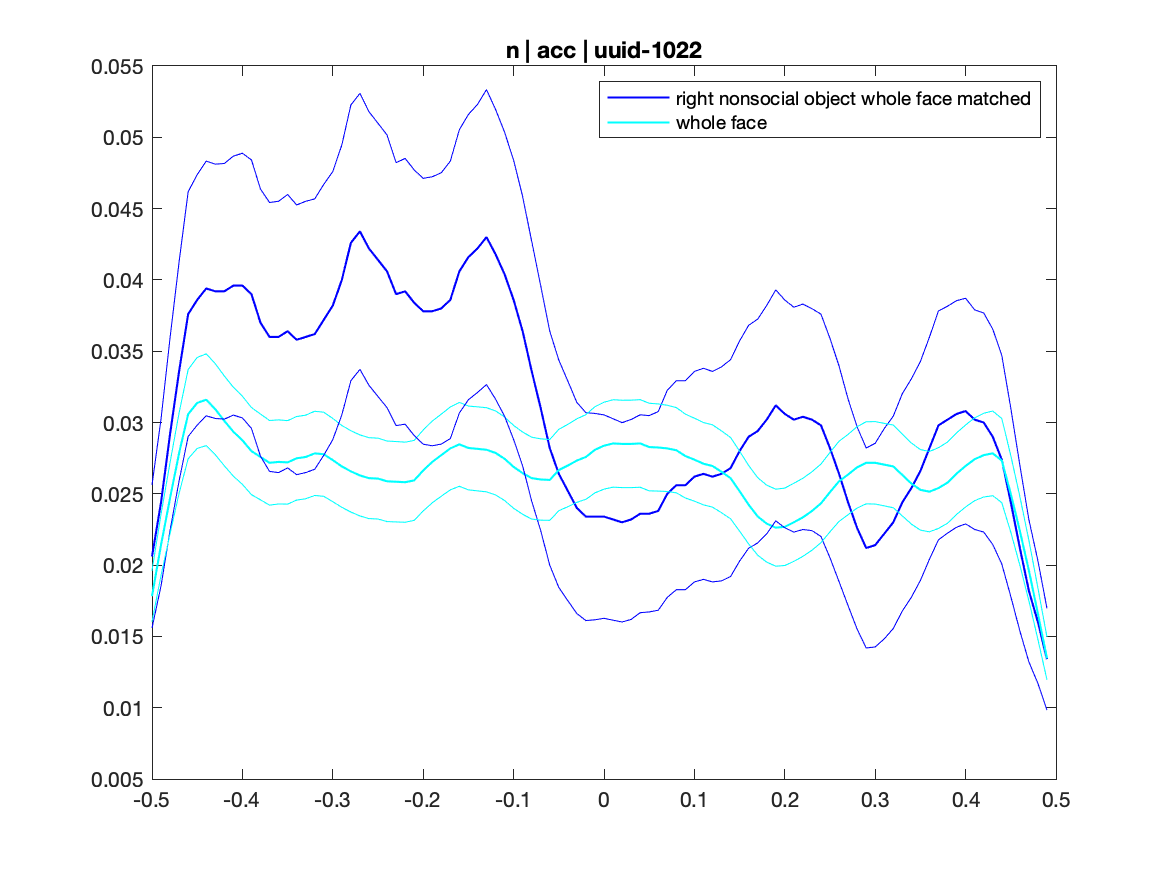 n | acc | uuid-1022
right nonsocial object whole face matched
whole face
0.055
0.05
0.045
0.04
0.035
0.03
0.025
0.02
0.015
0.01
0.005
-0.5 -0.4 -0.3 -0.2 -0.1 0 0.1 0.2 0.3 0.4 0.5